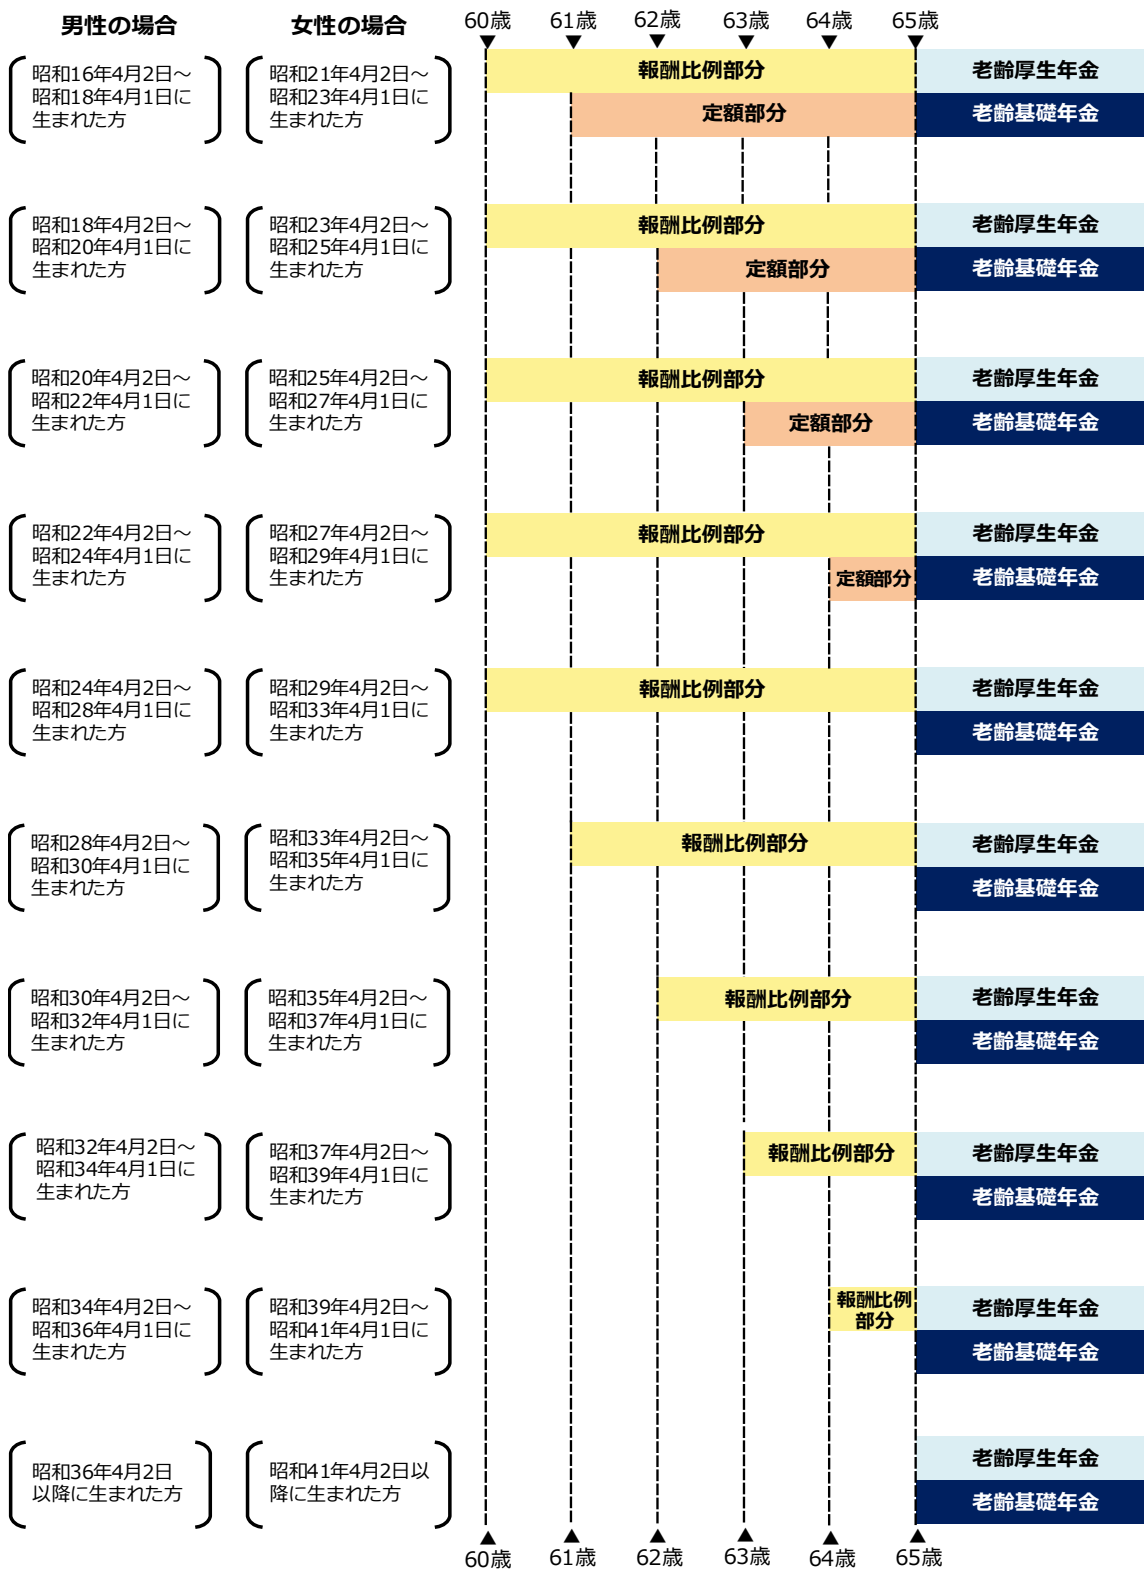 男性の場合
女性の場合
60歳 61歳 62歳 63歳 64歳 65歳
昭和16年4月2日～
昭和18年4月1日に
生まれた方
昭和21年4月2日～
昭和23年4月1日に
生まれた方
報酬比例部分
老齢厚生年金
定額部分
老齢基礎年金
昭和18年4月2日～
昭和20年4月1日に
生まれた方
昭和23年4月2日～
昭和25年4月1日に
生まれた方
報酬比例部分
老齢厚生年金
定額部分
老齢基礎年金
昭和20年4月2日～
昭和22年4月1日に
生まれた方
昭和25年4月2日～
昭和27年4月1日に
生まれた方
報酬比例部分
老齢厚生年金
定額部分
老齢基礎年金
昭和22年4月2日～
昭和24年4月1日に
生まれた方
昭和27年4月2日～
昭和29年4月1日に
生まれた方
報酬比例部分
老齢厚生年金
定額部分
老齢基礎年金
昭和24年4月2日～
昭和28年4月1日に
生まれた方
昭和29年4月2日～
昭和33年4月1日に
生まれた方
報酬比例部分
老齢厚生年金
老齢基礎年金
昭和28年4月2日～
昭和30年4月1日に
生まれた方
昭和33年4月2日～
昭和35年4月1日に
生まれた方
報酬比例部分
老齢厚生年金
老齢基礎年金
昭和30年4月2日～
昭和32年4月1日に
生まれた方
昭和35年4月2日～
昭和37年4月1日に
生まれた方
報酬比例部分
老齢厚生年金
老齢基礎年金
昭和32年4月2日～
昭和34年4月1日に
生まれた方
昭和37年4月2日～
昭和39年4月1日に
生まれた方
報酬比例部分
老齢厚生年金
老齢基礎年金
昭和34年4月2日～
昭和36年4月1日に
生まれた方
昭和39年4月2日～
昭和41年4月1日に
生まれた方
報酬比例
部分
老齢厚生年金
老齢基礎年金
昭和36年4月2日
以降に生まれた方
昭和41年4月2日以
降に生まれた方
老齢厚生年金
老齢基礎年金
60歳 61歳 62歳 63歳 64歳 65歳